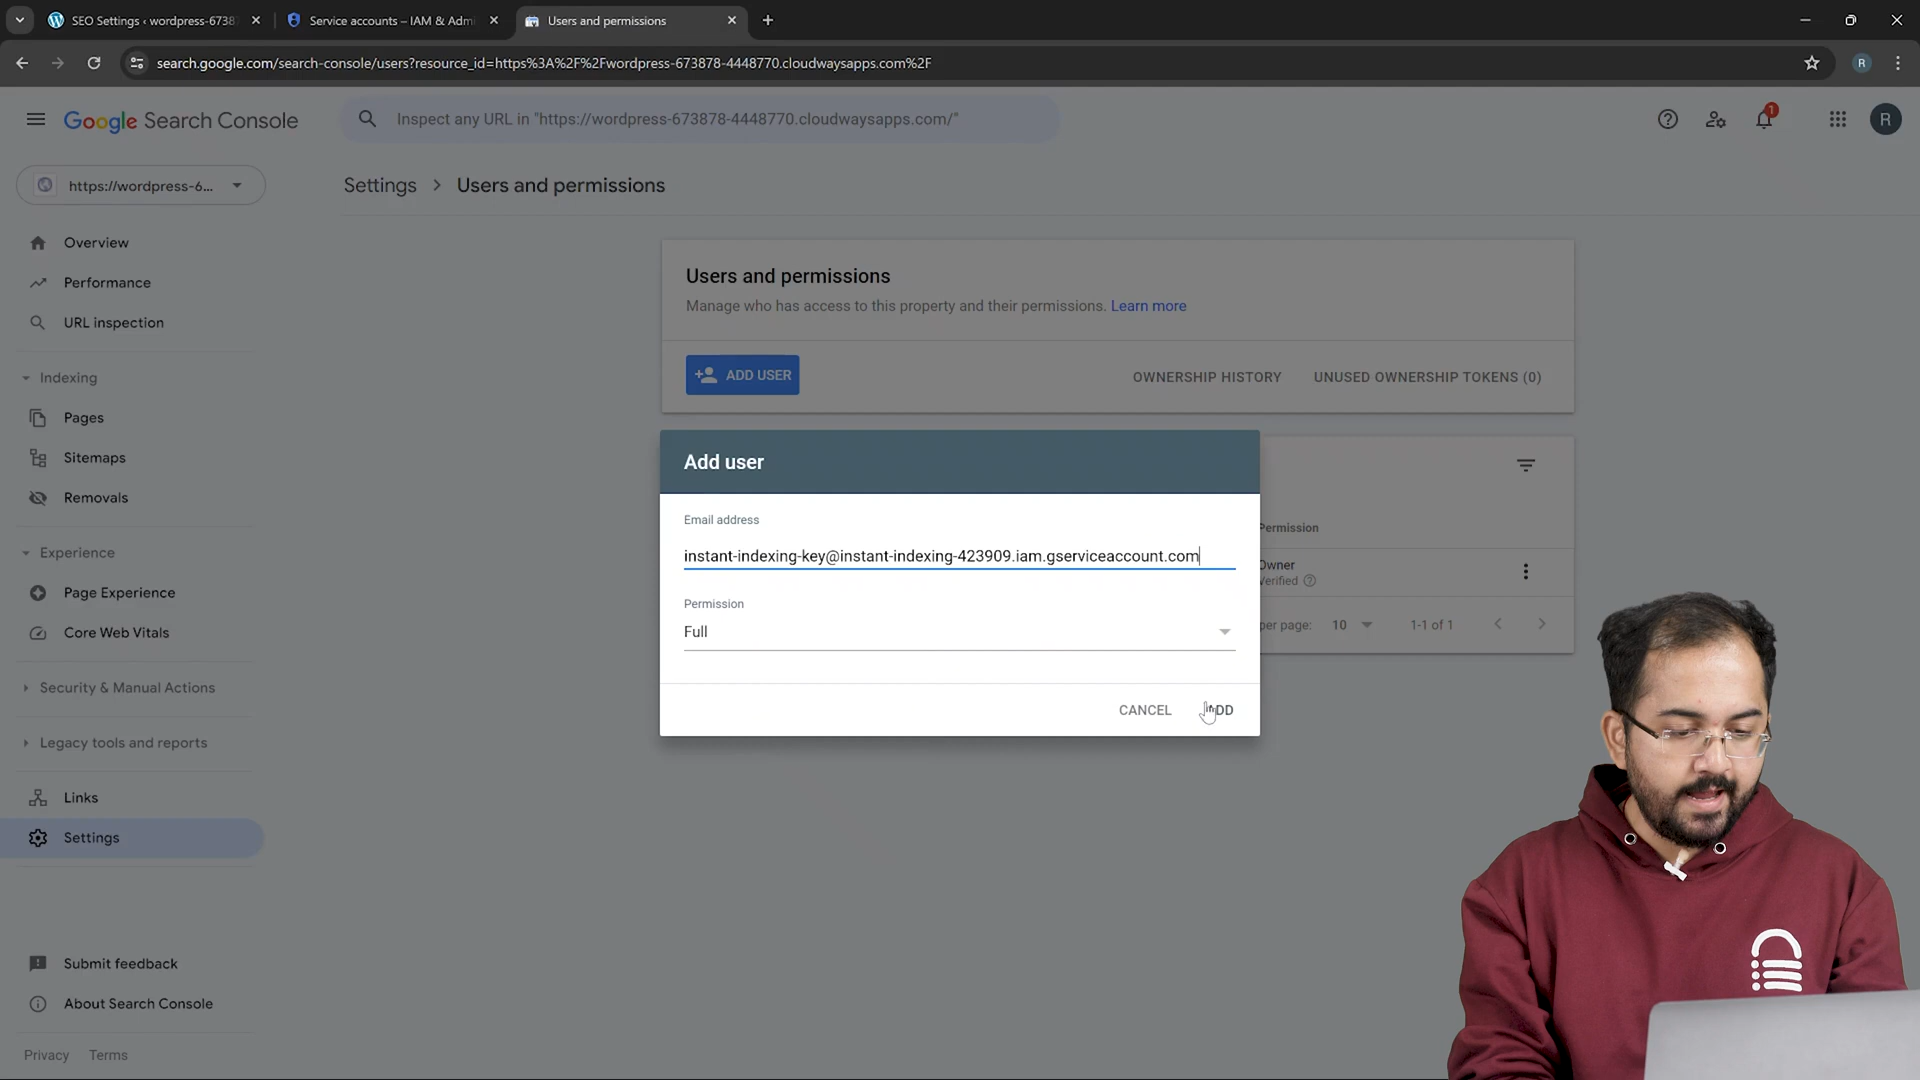 SEO Settings ‹ wordpress-6738
Service accounts – IAM & Admi
Users and permissions
search.google.com/search-console/users?resource_id=https%3A%2F%2Fwordpress-673878-4448770.cloudwaysapps.com%2F
R
Google Search Console
Inspect any URL in "https://wordpress-673878-4448770.cloudwaysapps.com/"
1
R
https://wordpress-6...
Settings > Users and permissions
Overview
Performance
URL inspection
Indexing
Pages
Sitemaps
Removals
Experience
Page Experience
Core Web Vitals
Security & Manual Actions
Legacy tools and reports
Links
Settings
Submit feedback
About Search Console
Privacy Terms
Users and permissions
Manage who has access to this property and their permissions. Learn more
ADD USER
OWNERSHIP HISTORY
UNUSED OWNERSHIP TOKENS (0)
Permission
Owner
Verified
per page: 10 1-1 of 1
Add user
Email address
instant-indexing-key@instant-indexing-423909.iam.gserviceaccount.com
Permission
Full
CANCEL
ADD